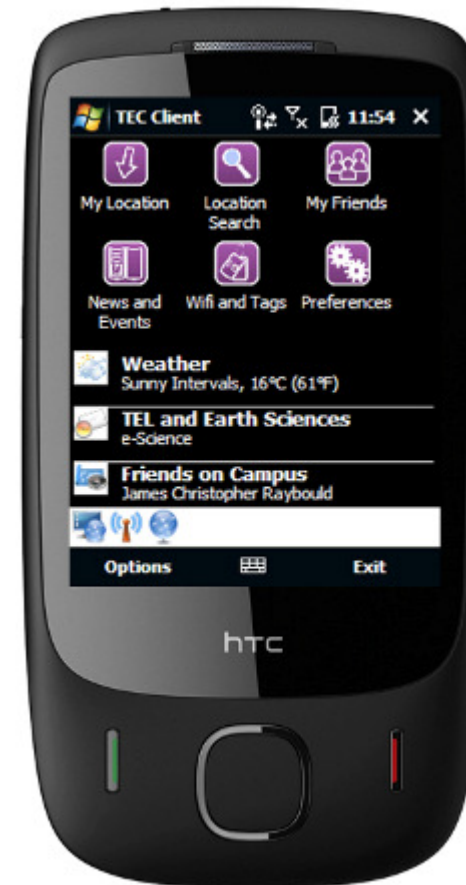 TEC Client 11:54
My Location
Location
Search
My Friends
News and
Events
Wifi and Tags
Preferences
Weather
Sunny Intervals, 16°C (61°F)
TEL and Earth Sciences
e-Science
Friends on Campus
James Christopher Raybould
Options Exit
hTC